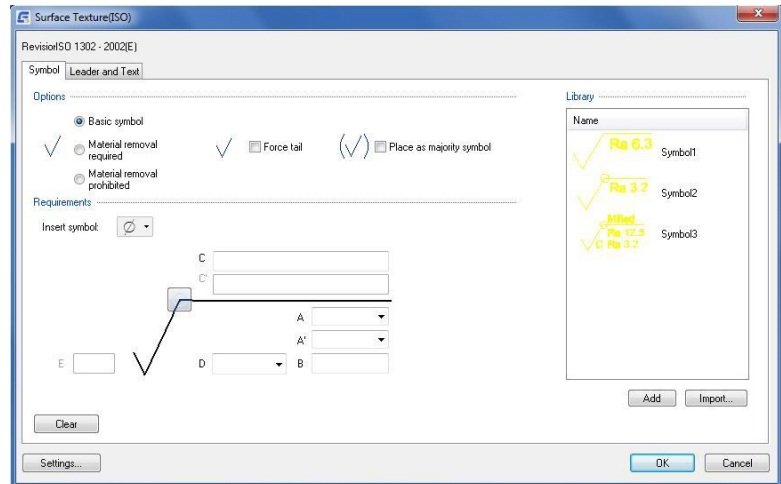 Surface Texture(ISO)
RevisiorISO 1302 - 2002(E)
Symbol
Leader and Text
Options
Basic symbol
Material removal
required
Material removal
prohibited
Force tail
Place as majority symbol
Requirements
Insert symbol:
C
C'
A
A'
E
D
B
Clear
Library
Name
Ra 6.3
Symbol1
Ra 3.2
Symbol2
Milled
Ra 12.5
C Ra 3.2
Symbol3
Add
Import...
Settings...
OK
Cancel